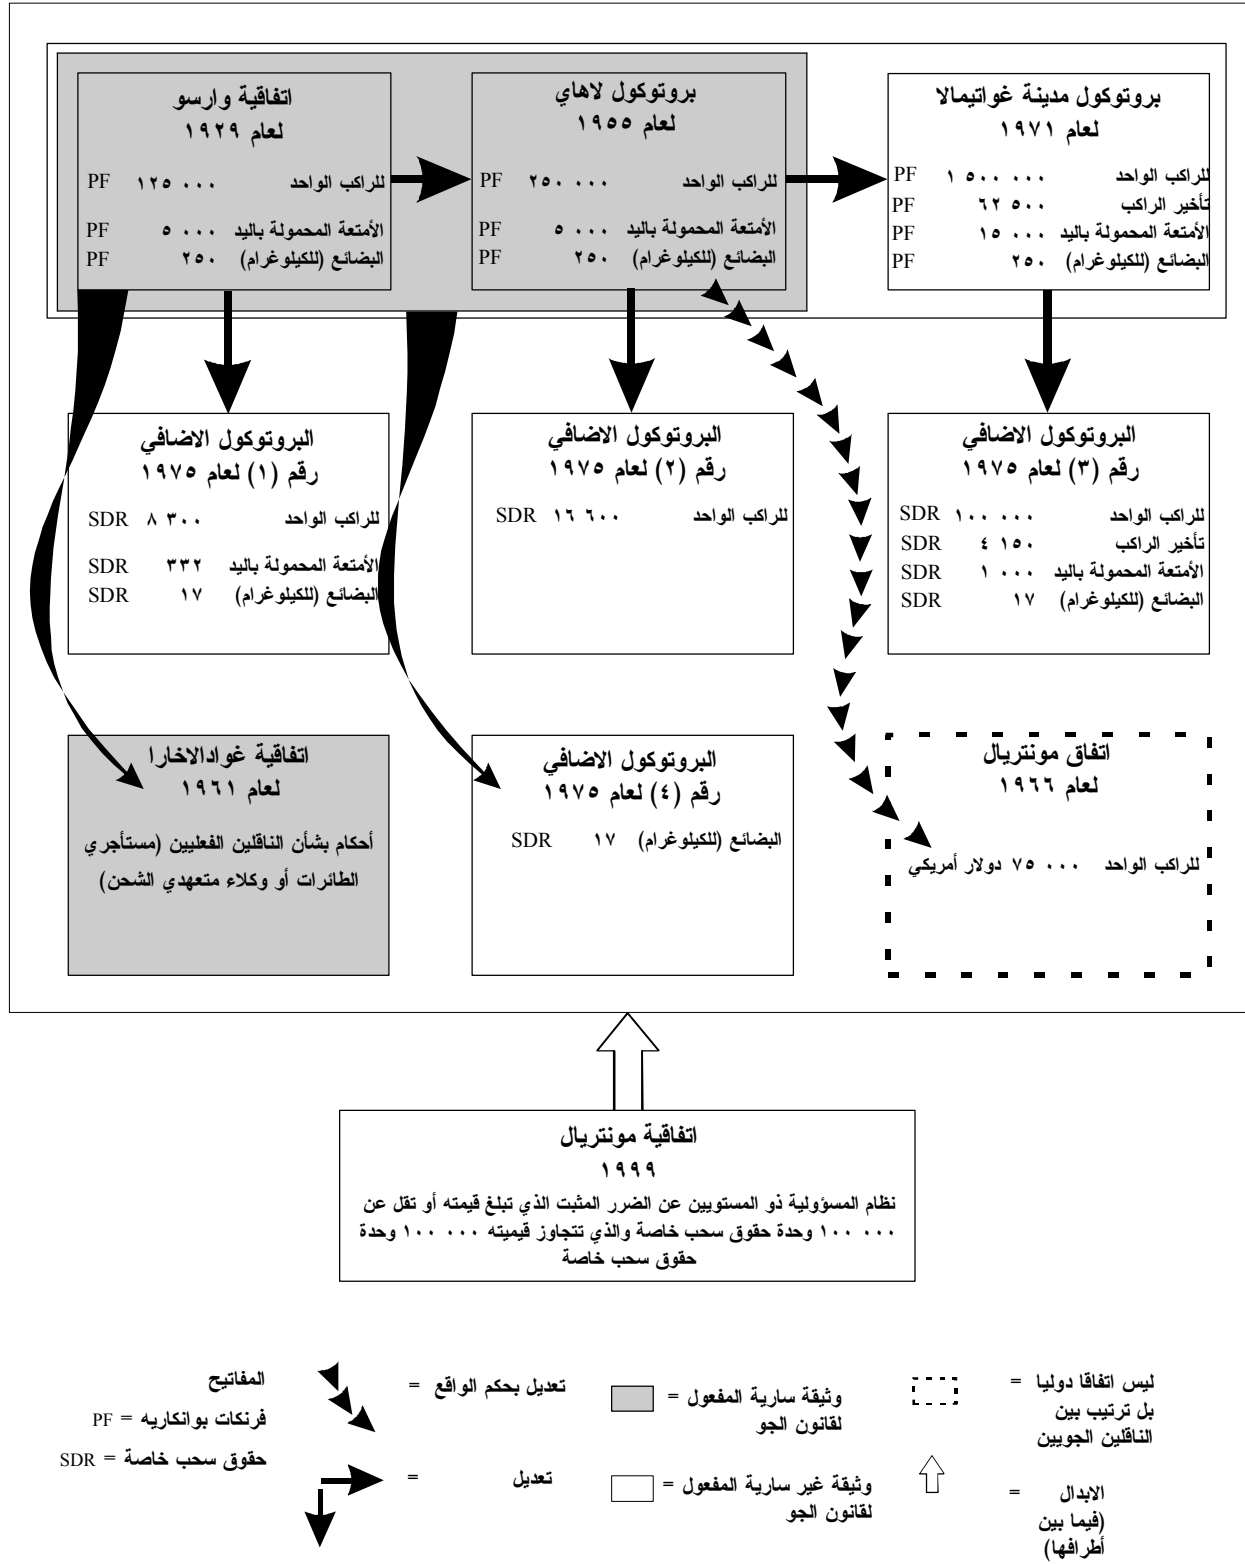 اتفاقية وارسو
لعام ١٩٢٩
للراكب الواحد ١٢٥ ٠٠٠ PF
الأمتعة المحمولة باليد ٥ ٠٠٠ PF
البضائع (للكيلوغرام) ٢٥٠ PF
بروتوكول لاهاي
لعام ١٩٥٥
للراكب الواحد ٢٥٠ ٠٠٠ PF
الأمتعة المحمولة باليد ٥ ٠٠٠ PF
البضائع (للكيلوغرام) ٢٥٠ PF
بروتوكول مدينة غواتيمالا
لعام ١٩٧١
للراكب الواحد ١ ٥٠٠ ٠٠٠ PF
تأخير الراكب ٦٢ ٥٠٠ PF
الأمتعة المحمولة باليد ١٥ ٠٠٠ PF
البضائع (للكيلوغرام) ٢٥٠ PF
البروتوكول الاضافي
رقم (١) لعام ١٩٧٥
للراكب الواحد ٨ ٣٠٠ SDR
الأمتعة المحمولة باليد ٣٣٢ SDR
البضائع (للكيلوغرام) ١٧ SDR
البروتوكول الاضافي
رقم (٢) لعام ١٩٧٥
للراكب الواحد ١٦ ٦٠٠ SDR
البروتوكول الاضافي
رقم (٣) لعام ١٩٧٥
للراكب الواحد ١٠٠ ٠٠٠ SDR
تأخير الراكب ٤ ١٥٠ SDR
الأمتعة المحمولة باليد ١ ٠٠٠ SDR
البضائع (للكيلوغرام) ١٧ SDR
اتفاقية غوادالاخارا
لعام ١٩٦١
أحكام بشأن الناقلين الفعليين (مستأجري
الطائرات أو وكلاء متعهدي الشحن)
البروتوكول الاضافي
رقم (٤) لعام ١٩٧٥
البضائع (للكيلوغرام) ١٧ SDR
اتفاق مونتريال
لعام ١٩٦٦
للراكب الواحد ٧٥ ٠٠٠ دولار أمريكي
اتفاقية مونتريال
١٩٩٩
نظام المسؤولية ذو المستويين عن الضرر المثبت الذي تبلغ قيمته أو تقل عن
١٠٠ ٠٠٠ وحدة حقوق سحب خاصة والذي تتجاوز قيميته ١٠٠ ٠٠٠ وحدة
حقوق سحب خاصة
المفاتيح
فرنكات بوانكاريه = PF
حقوق سحب خاصة = SDR
تعديل بحكم الواقع =
تعديل =
وثيقة سارية المفعول =
لقانون الجو
وثيقة غير سارية المفعول =
لقانون الجو
ليس اتفاقا دوليا =
بل ترتيب بين
الناقلين الجويين
الابدال =
(فيما بين
أطرافها)